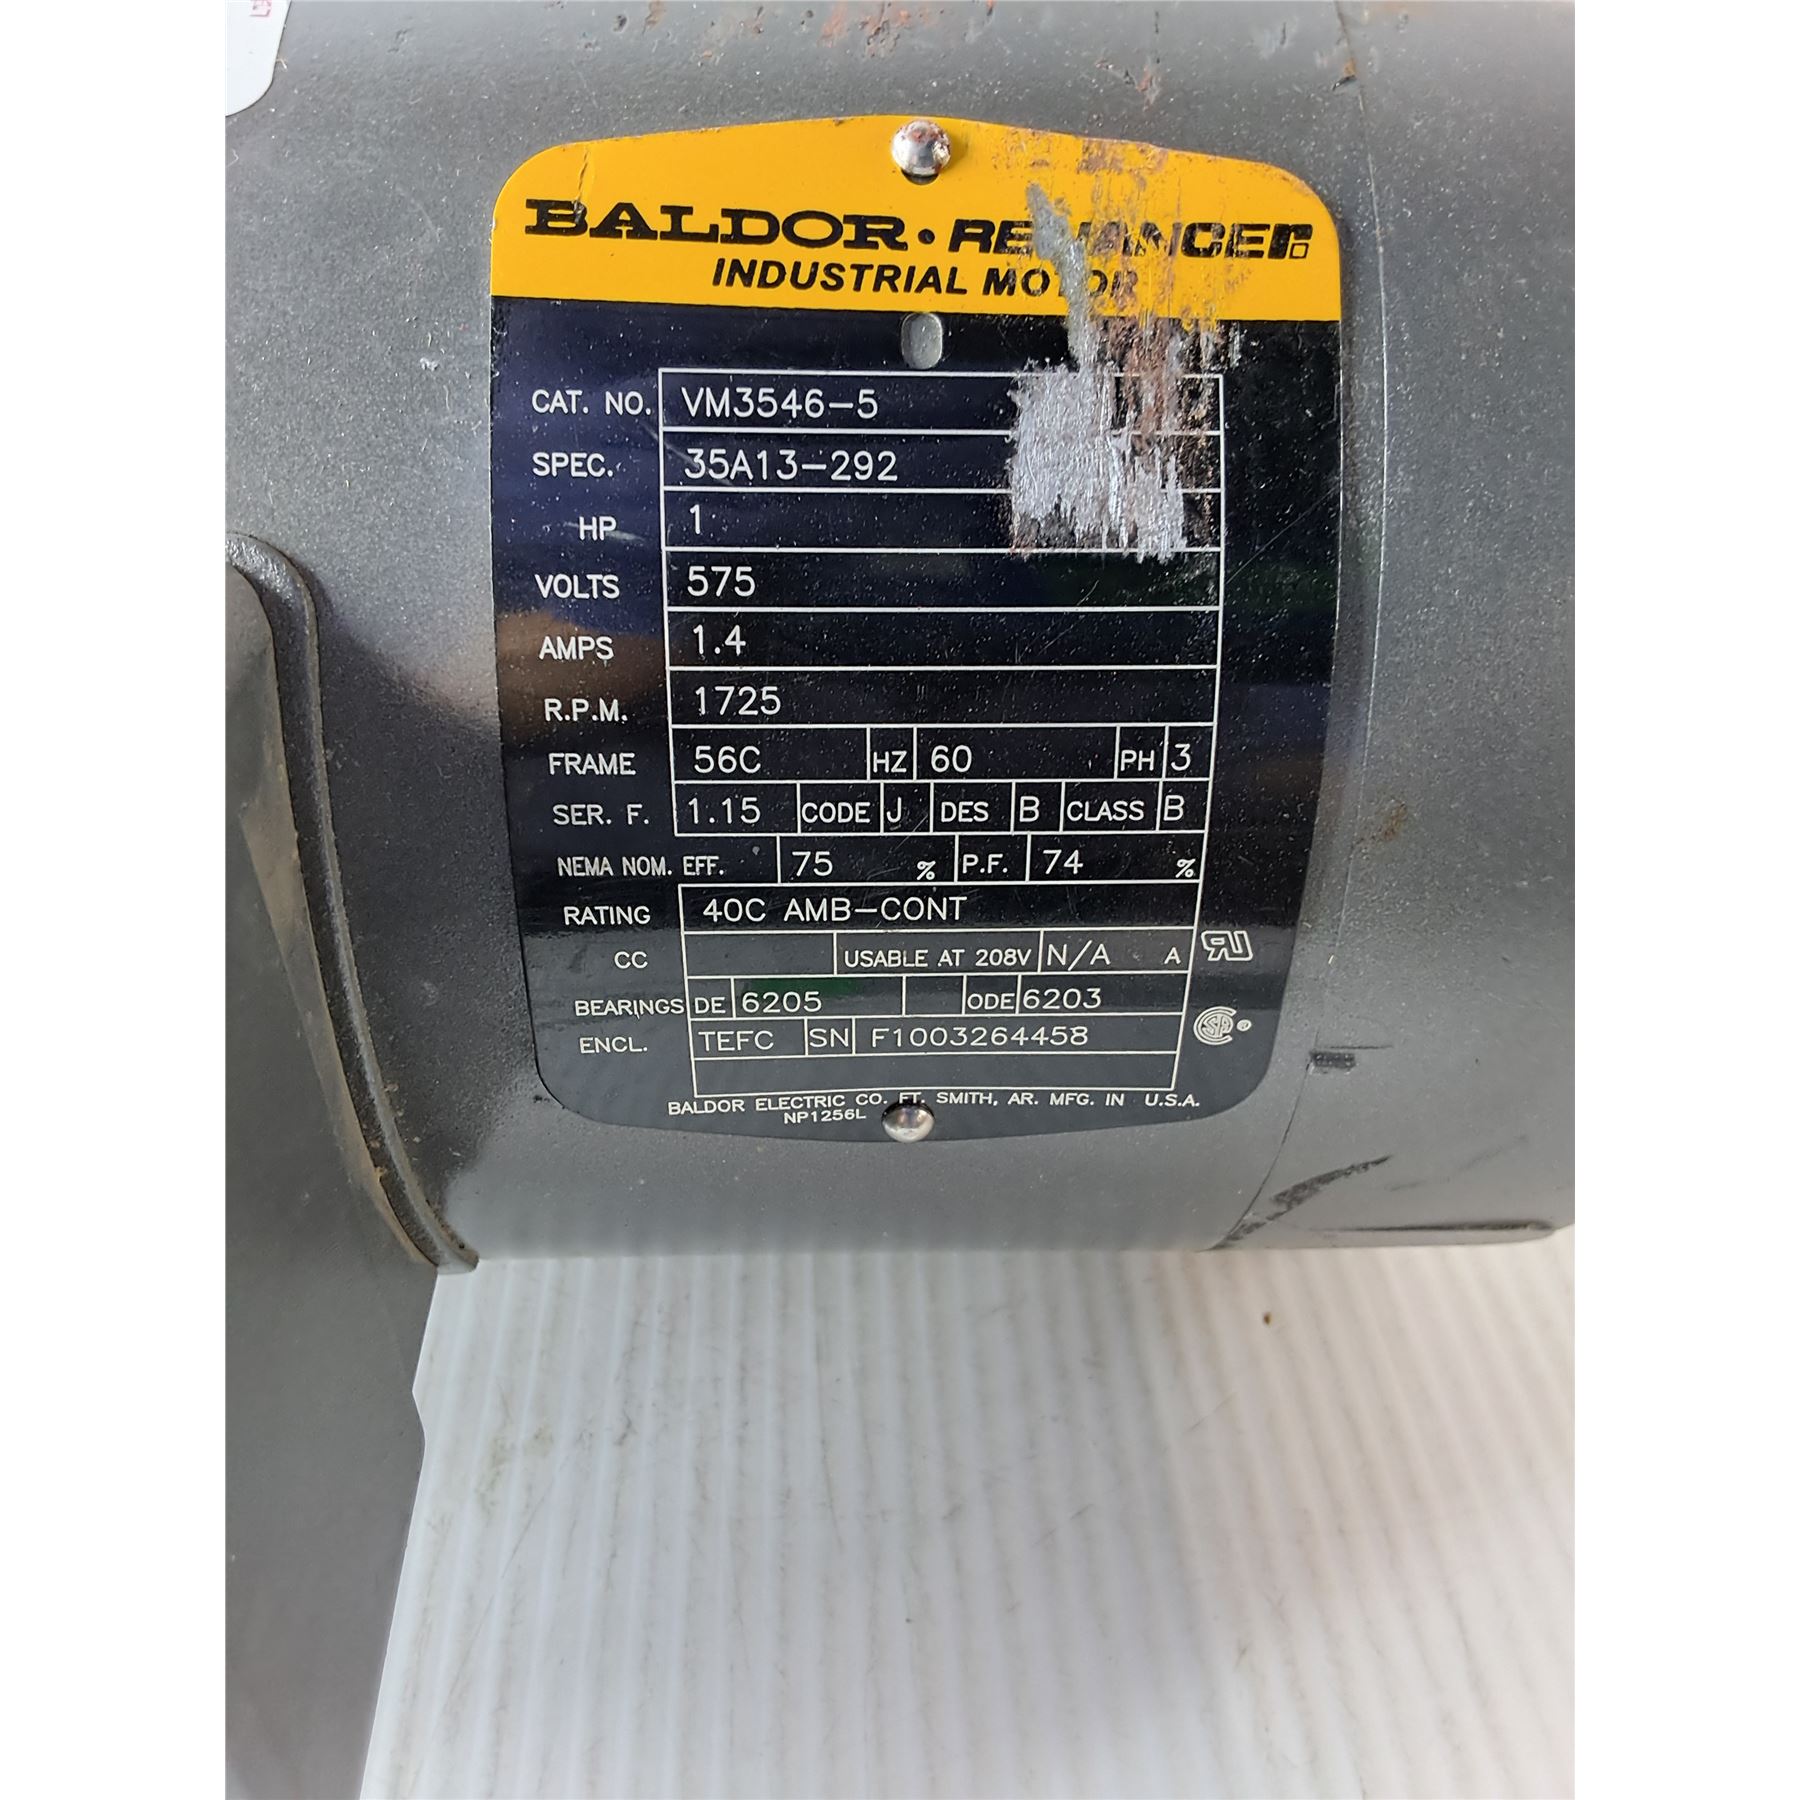 BALDOR • RELIANCER
INDUSTRIAL MOTOR
CAT. NO. VM3546-5
SPEC. 35A13-292
HP 1
VOLTS 575
AMPS 1.4
R.P.M. 1725
FRAME 56C HZ 60 PH 3
SER. F. 1.15 CODE J DES B CLASS B
NEMA NOM. EFF. 75 % P.F. 74 %
RATING 40C AMB-CONT
CC USABLE AT 208V N/A A
BEARINGS DE 6205 ODE 6203
ENCL. TEFC SN F1003264458
BALDOR ELECTRIC CO. FT. SMITH, AR. MFG. IN U.S.A.
NP1256L